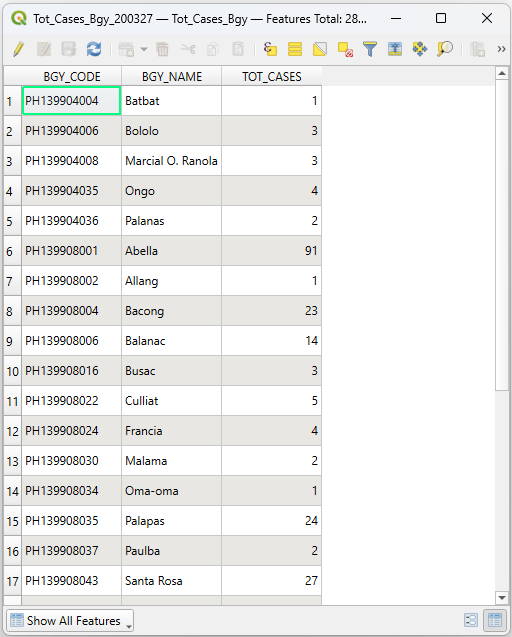 Tot_Cases_Bgy_200327 — Tot_Cases_Bgy — Features Total: 28...
BGY_CODE BGY_NAME TOT_CASES
1 PH139904004 Batbat 1
2 PH139904006 Bololo 3
3 PH139904008 Marcial O. Ranola 3
4 PH139904035 Ongo 4
5 PH139904036 Palanas 2
6 PH139908001 Abella 91
7 PH139908002 Allang 1
8 PH139908004 Bacong 23
9 PH139908006 Balanac 14
10 PH139908016 Busac 3
11 PH139908022 Culliat 5
12 PH139908024 Francia 4
13 PH139908030 Malama 2
14 PH139908034 Oma-oma 1
15 PH139908035 Palapas 24
16 PH139908037 Paulba 2
17 PH139908043 Santa Rosa 27
Show All Features